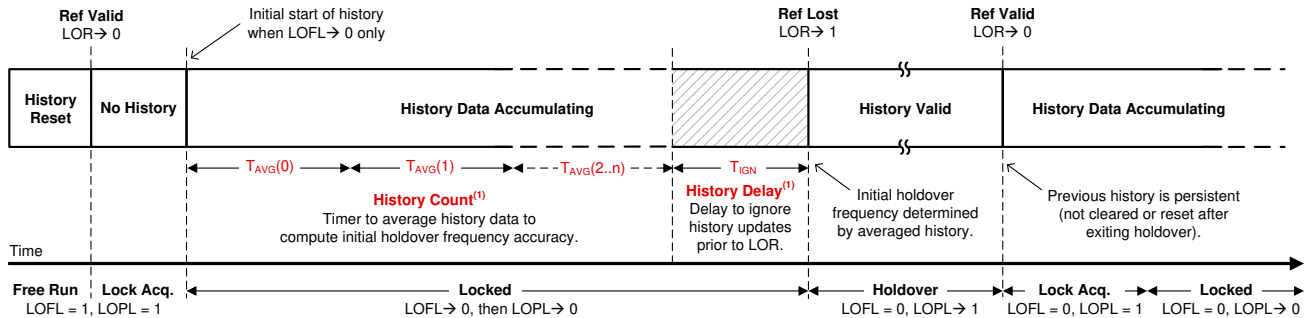 Ref Valid
LOR→ 0
Initial start of history
when LOFL→ 0 only
Ref Lost
LOR→ 1
Ref Valid
LOR→ 0
History
Reset
No History
History Data Accumulating
History Valid
History Data Accumulating
TAVG(0)
TAVG(1)
TAVG(2..n)
TIGN
History Count(1)
Timer to average history data to
compute initial holdover frequency accuracy.
History Delay(1)
Delay to ignore
history updates
prior to LOR.
Initial holdover
frequency determined
by averaged history.
Previous history is persistent
(not cleared or reset after
exiting holdover).
Time
Free Run
Lock Acq.
LOFL = 1, LOPL = 1
Locked
LOFL→ 0, then LOPL→ 0
Holdover
LOFL = 0, LOPL→ 1
Lock Acq.
LOFL = 0, LOPL = 1
Locked
LOFL = 0, LOPL→ 0